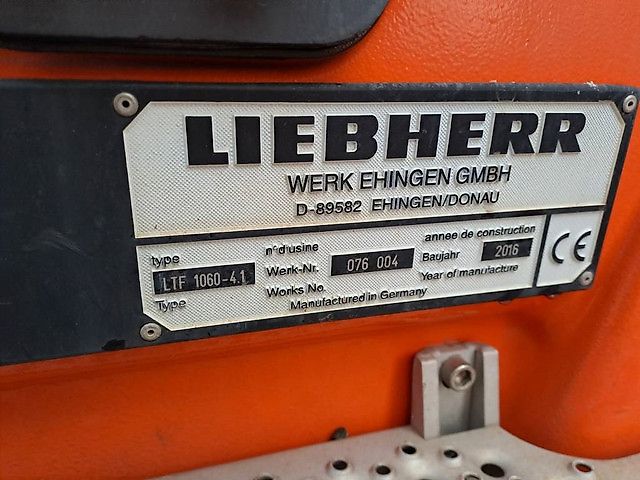 LIEBHERR
WERK EHINGEN GMBH
D-89582 EHINGEN/DONAU
type
LTF 1060-4.1
Type
n° d'usine
Werk-Nr.
Works No.
076 004
annee de construction
Baujahr
2016
Year of manufacture
Manufactured in Germany
CE